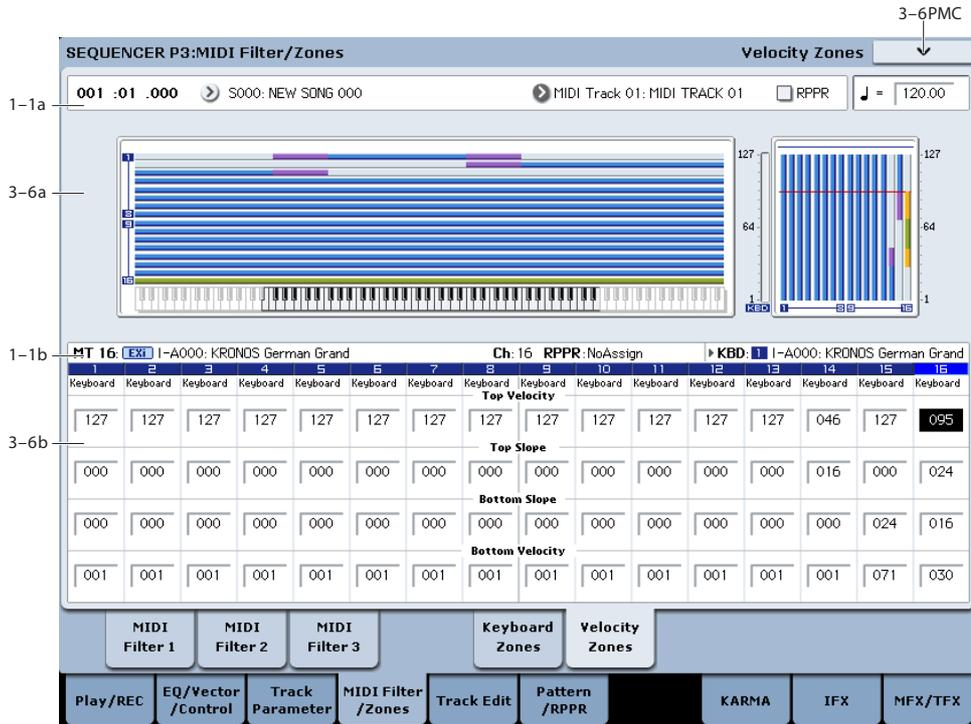 3–6PMC
SEQUENCER P3:MIDI Filter/Zones Velocity Zones
1–1a
001 :01 .000 S000: NEW SONG 000 MIDI Track 01: MIDI TRACK 01 RPPR ♩ = 120.00
3–6a
1
8
9
16
127
64
1
KBD 1 8 9 16
127
64
1
1–1b
MT 16: EXi I-A000: KRONOS German Grand Ch: 16 RPPR:NoAssign KBD: 1 I-A000: KRONOS German Grand
1 2 3 4 5 6 7 8 9 10 11 12 13 14 15 16
Keyboard Keyboard Keyboard Keyboard Keyboard Keyboard Keyboard Keyboard Keyboard Keyboard Keyboard Keyboard Keyboard Keyboard Keyboard Keyboard
3–6b
Top Velocity
127 127 127 127 127 127 127 127 127 127 127 127 127 046 127 095
Top Slope
000 000 000 000 000 000 000 000 000 000 000 000 000 016 000 024
Bottom Slope
000 000 000 000 000 000 000 000 000 000 000 000 000 000 024 016
Bottom Velocity
001 001 001 001 001 001 001 001 001 001 001 001 001 001 071 030
MIDI Filter 1
MIDI Filter 2
MIDI Filter 3
Keyboard Zones
Velocity Zones
Play/REC
EQ/Vector /Control
Track Parameter
MIDI Filter /Zones
Track Edit
Pattern /RPPR
KARMA
IFX
MFX/TFX